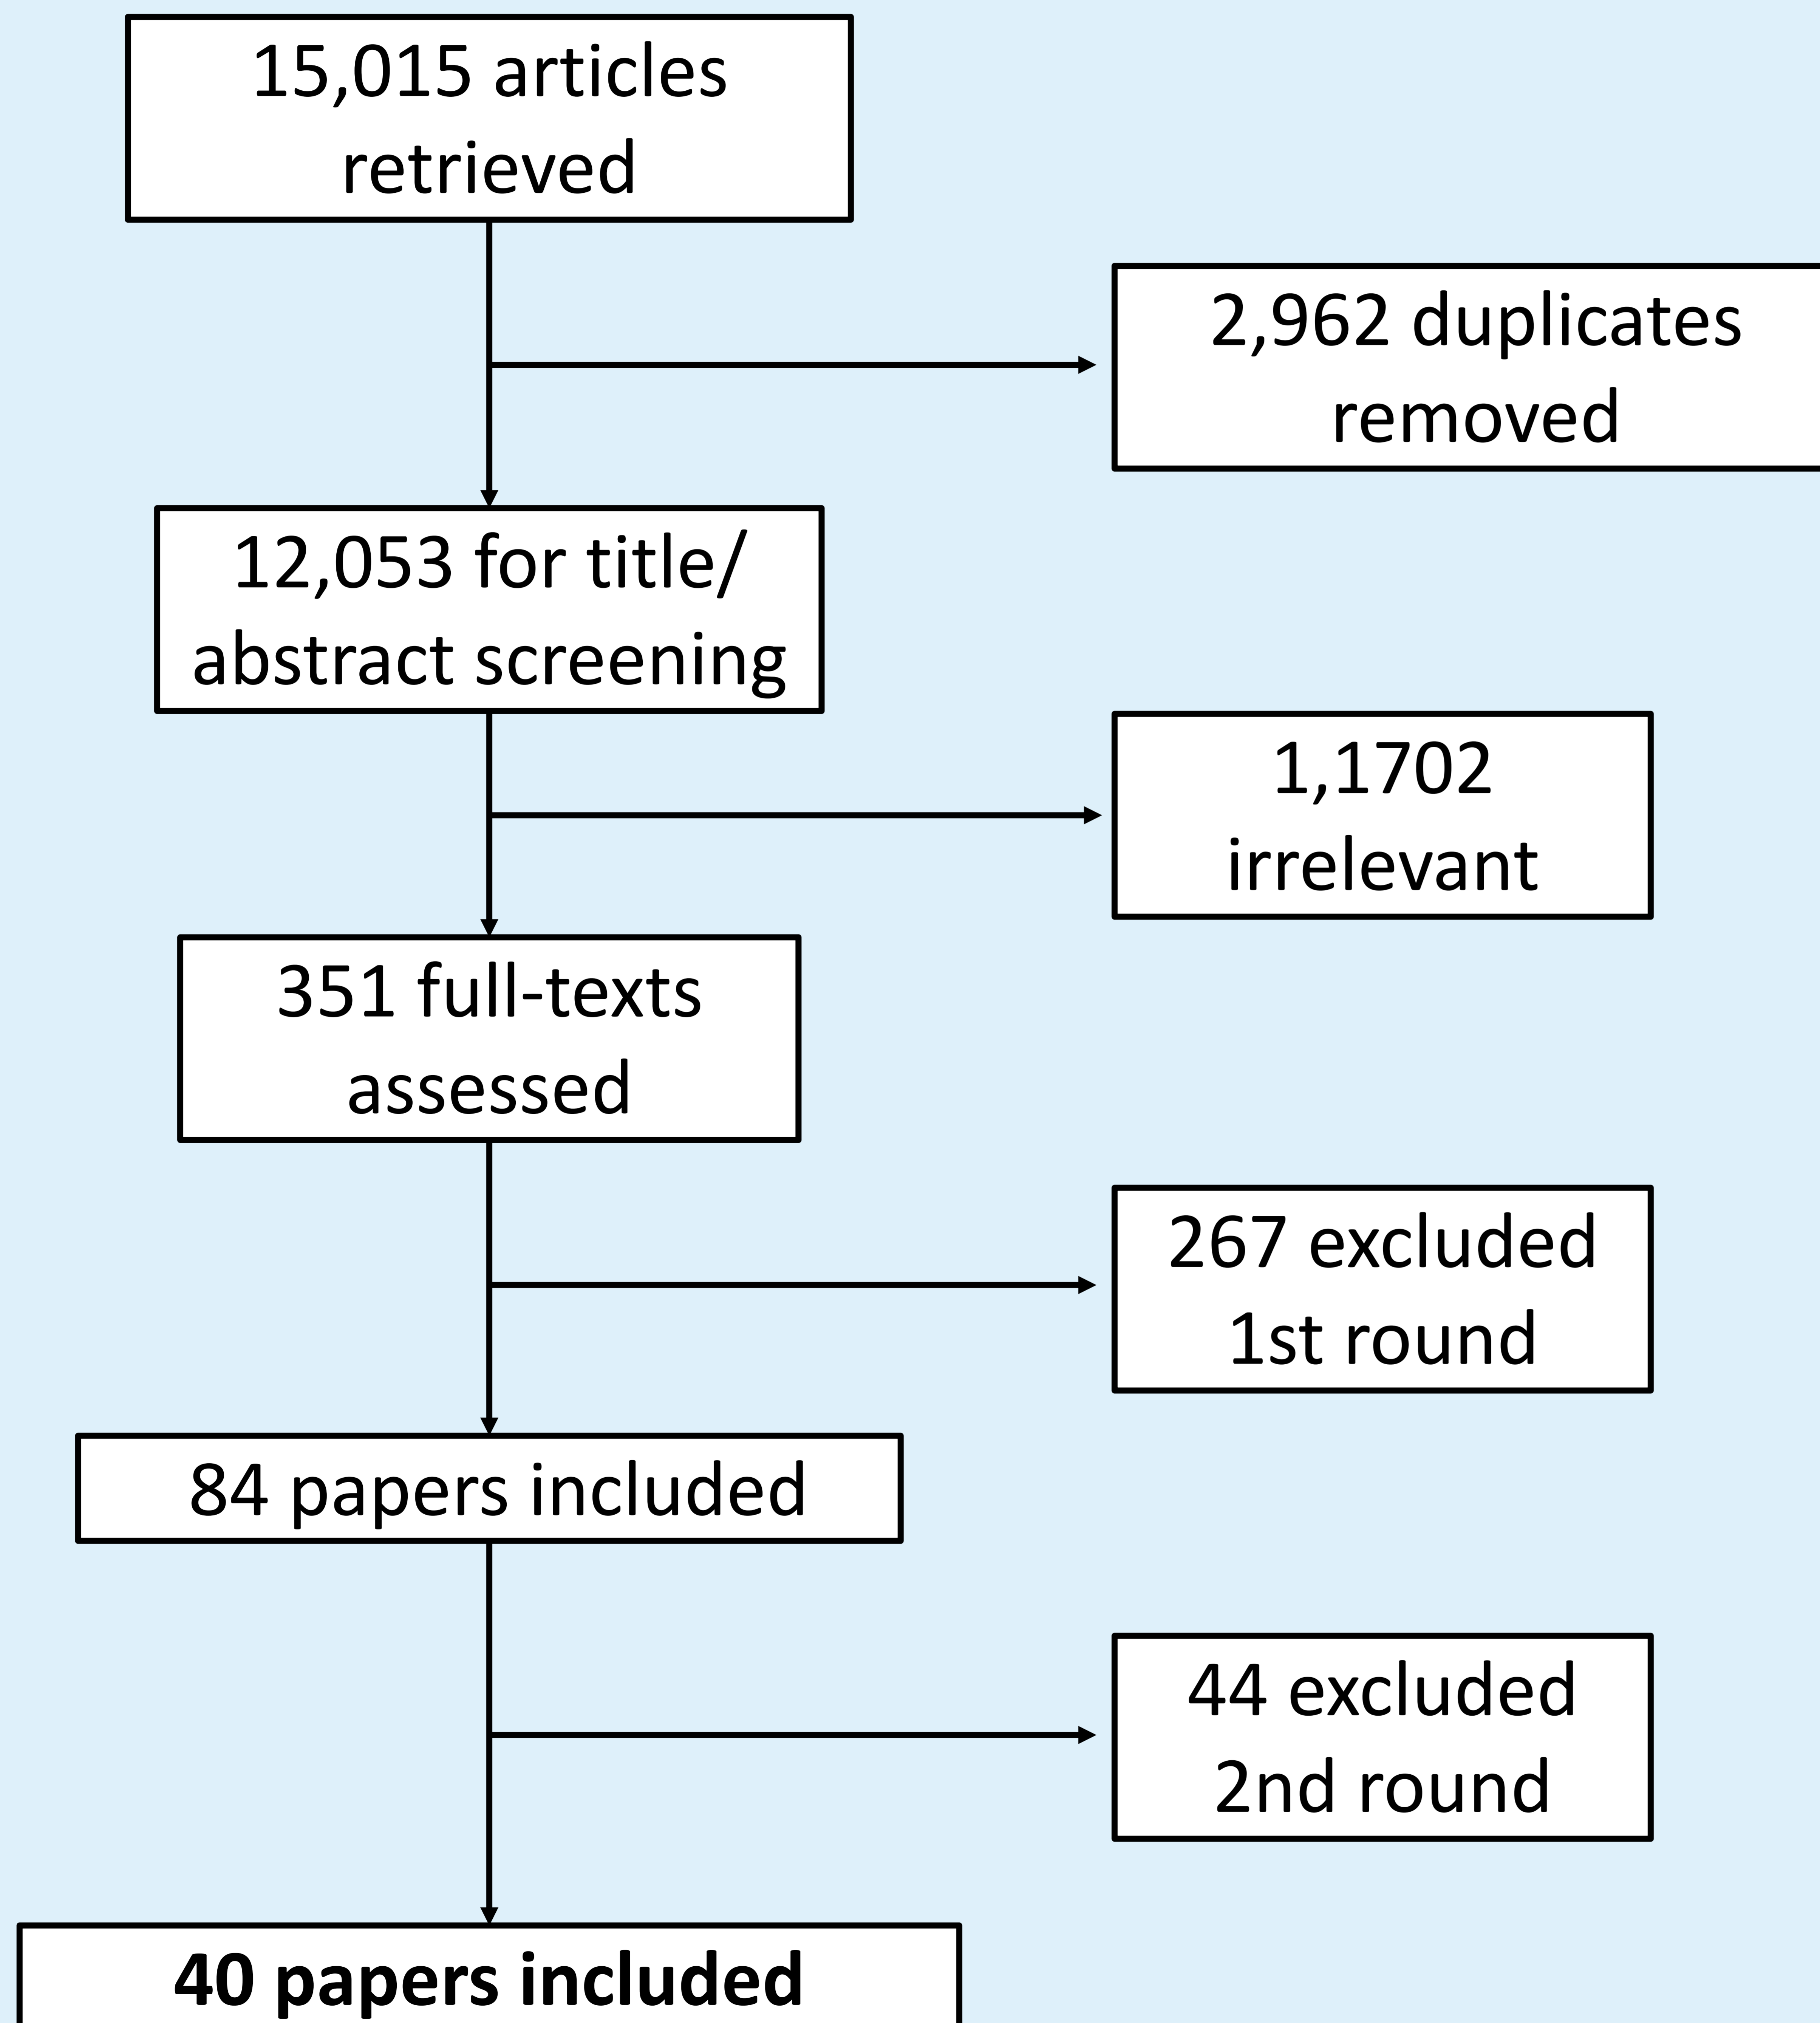 15,015 articles
retrieved
2,962 duplicates
removed
12,053 for title/
abstract screening
1,1702
irrelevant
351 full-texts
assessed
267 excluded
1st round
84 papers included
44 excluded
2nd round
40 papers included